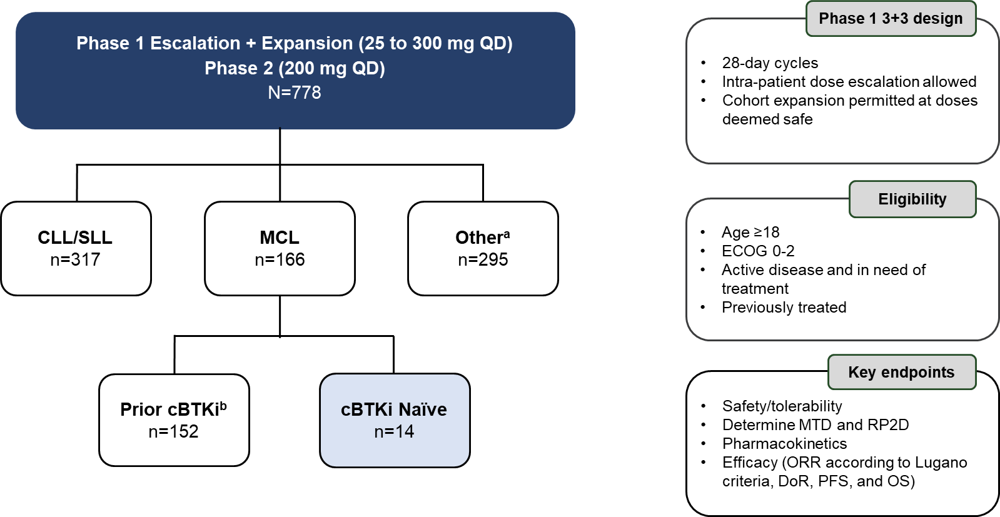 Phase 1 Escalation + Expansion (25 to 300 mg QD)
Phase 2 (200 mg QD)
N=778
CLL/SLL
n=317
MCL
n=166
Otherᵃ
n=295
Prior cBTKiᵇ
n=152
cBTKi Naïve
n=14
Phase 1 3+3 design
• 28-day cycles
• Intra-patient dose escalation allowed
• Cohort expansion permitted at doses
deemed safe
Eligibility
• Age ≥18
• ECOG 0-2
• Active disease and in need of
treatment
• Previously treated
Key endpoints
• Safety/tolerability
• Determine MTD and RP2D
• Pharmacokinetics
• Efficacy (ORR according to Lugano
criteria, DoR, PFS, and OS)